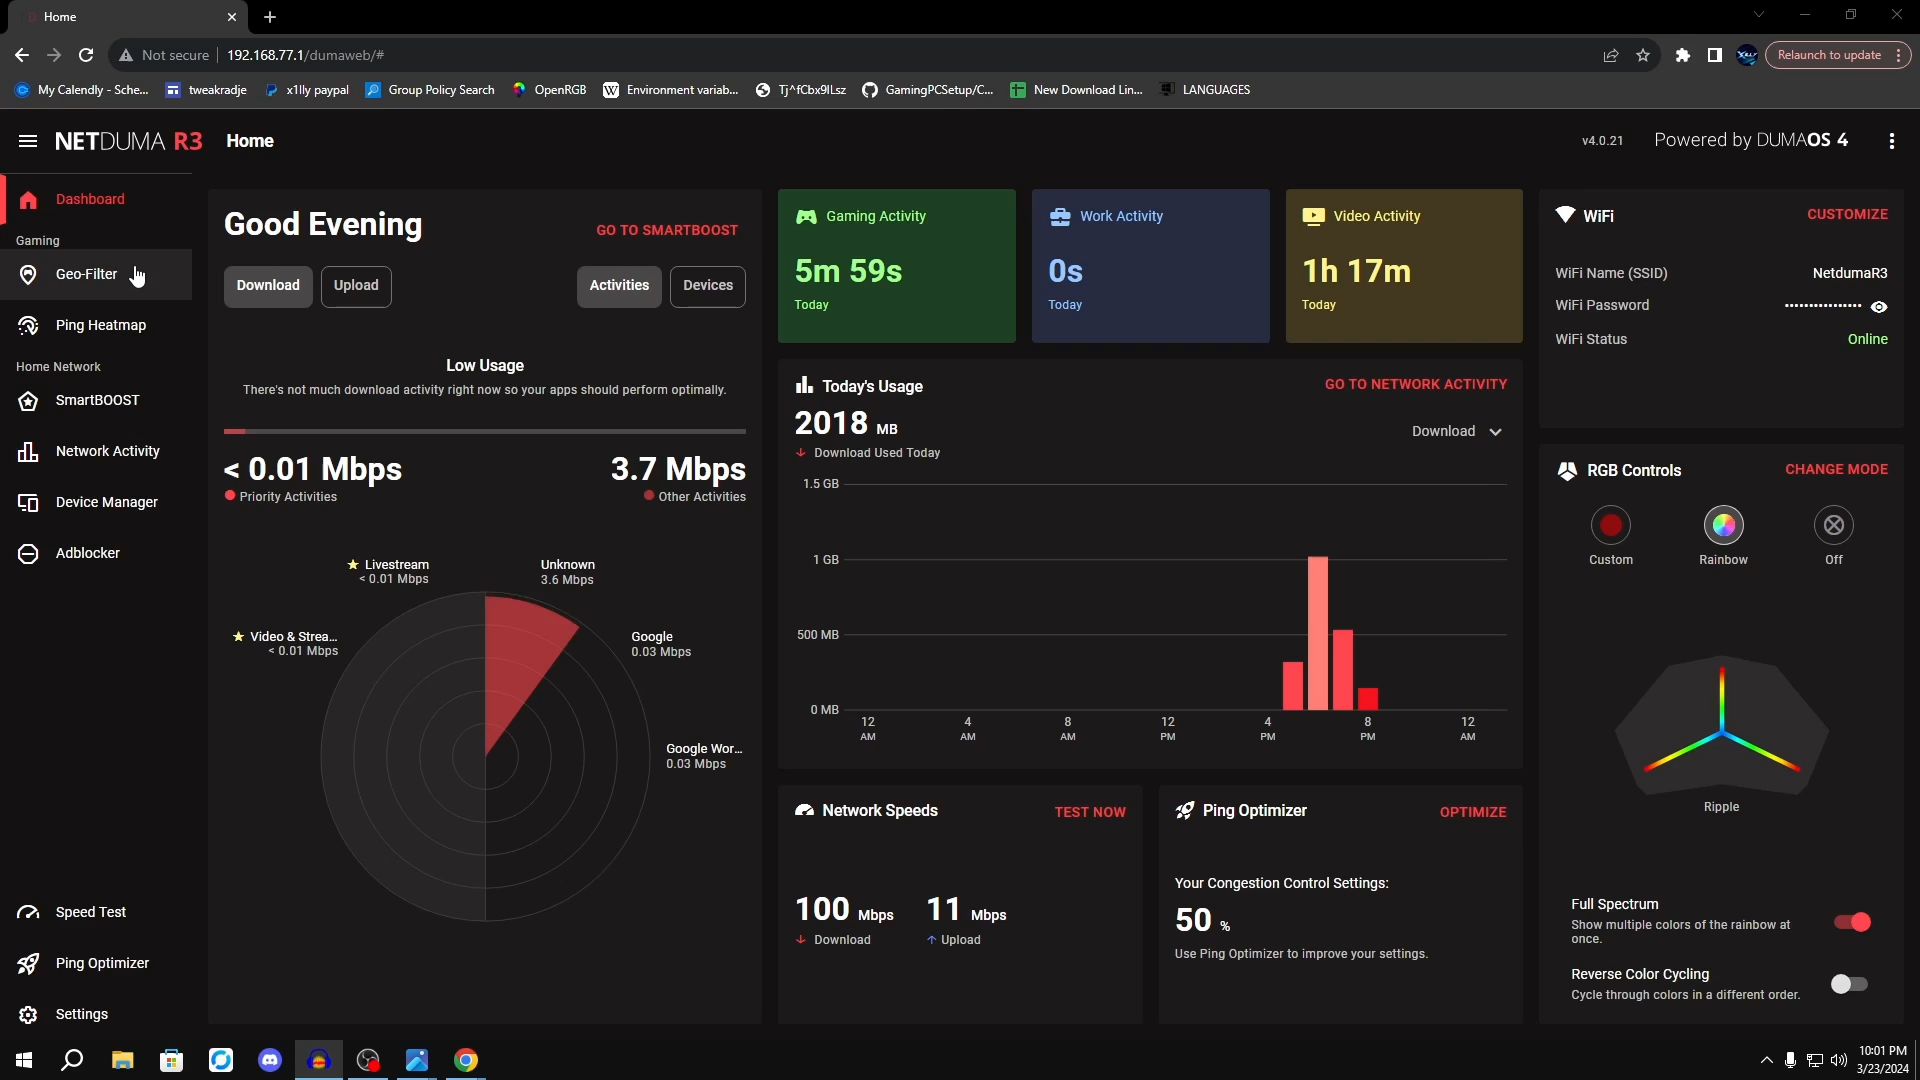 Home
Not secure
192.168.77.1/dumaweb/#
Relaunch to update
My Calendly - Sche...
tweakradje
x1lly paypal
Group Policy Search
OpenRGB
Environment variab...
Tj^fCbx9lLsz
GamingPCSetup/C...
New Download Lin...
LANGUAGES
NETDUMA R3
Home
v4.0.21
Powered by DUMAOS 4
Dashboard
Gaming
Geo-Filter
Ping Heatmap
Home Network
SmartBOOST
Network Activity
Device Manager
Adblocker
Speed Test
Ping Optimizer
Settings
Good Evening
GO TO SMARTBOOST
Download
Upload
Activities
Devices
Low Usage
There's not much download activity right now so your apps should perform optimally.
< 0.01 Mbps
Priority Activities
3.7 Mbps
Other Activities
Livestream
< 0.01 Mbps
Unknown
3.6 Mbps
Video & Strea...
< 0.01 Mbps
Google
0.03 Mbps
Google Wor...
0.03 Mbps
Gaming Activity
5m 59s
Today
Work Activity
0s
Today
Video Activity
1h 17m
Today
Today's Usage
GO TO NETWORK ACTIVITY
2018 MB
Download Used Today
Download
1.5 GB
1 GB
500 MB
0 MB
12 AM
4 AM
8 AM
12 PM
4 PM
8 PM
12 AM
Network Speeds
TEST NOW
100 Mbps
Download
11 Mbps
Upload
Ping Optimizer
OPTIMIZE
Your Congestion Control Settings:
50 %
Use Ping Optimizer to improve your settings.
WiFi
CUSTOMIZE
WiFi Name (SSID)
NetdumaR3
WiFi Password
WiFi Status
Online
RGB Controls
CHANGE MODE
Custom
Rainbow
Off
Ripple
Full Spectrum
Show multiple colors of the rainbow at
once.
Reverse Color Cycling
Cycle through colors in a different order.
10:01 PM
3/23/2024